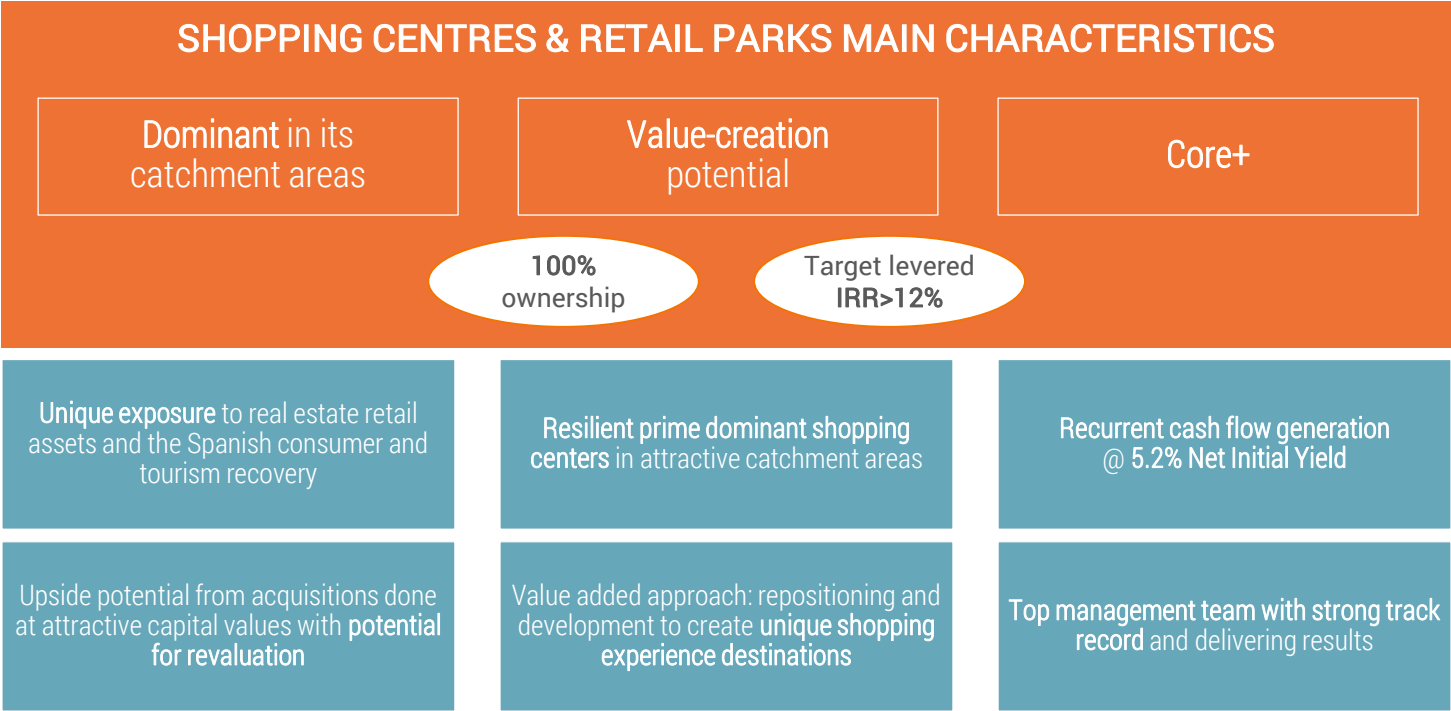 SHOPPING CENTRES & RETAIL PARKS MAIN CHARACTERISTICS
Dominant in its
catchment areas
Value-creation
potential
Core+
100%
ownership
Target levered
IRR>12%
Unique exposure to real estate retail
assets and the Spanish consumer and
tourism recovery
Resilient prime dominant shopping
centers in attractive catchment areas
Recurrent cash flow generation
@ 5.2% Net Initial Yield
Upside potential from acquisitions done
at attractive capital values with potential
for revaluation
Value added approach: repositioning and
development to create unique shopping
experience destinations
Top management team with strong track
record and delivering results